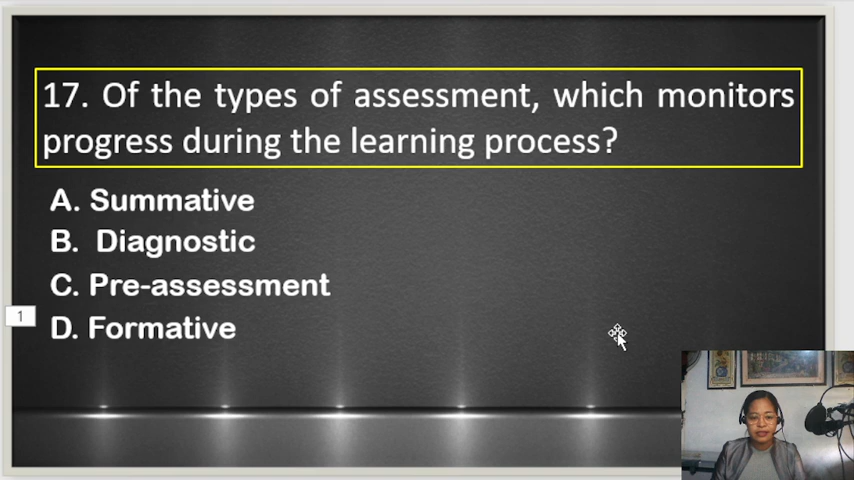 17. Of the types of assessment, which monitors
progress during the learning process?
A. Summative
B. Diagnostic
C. Pre-assessment
D. Formative
1